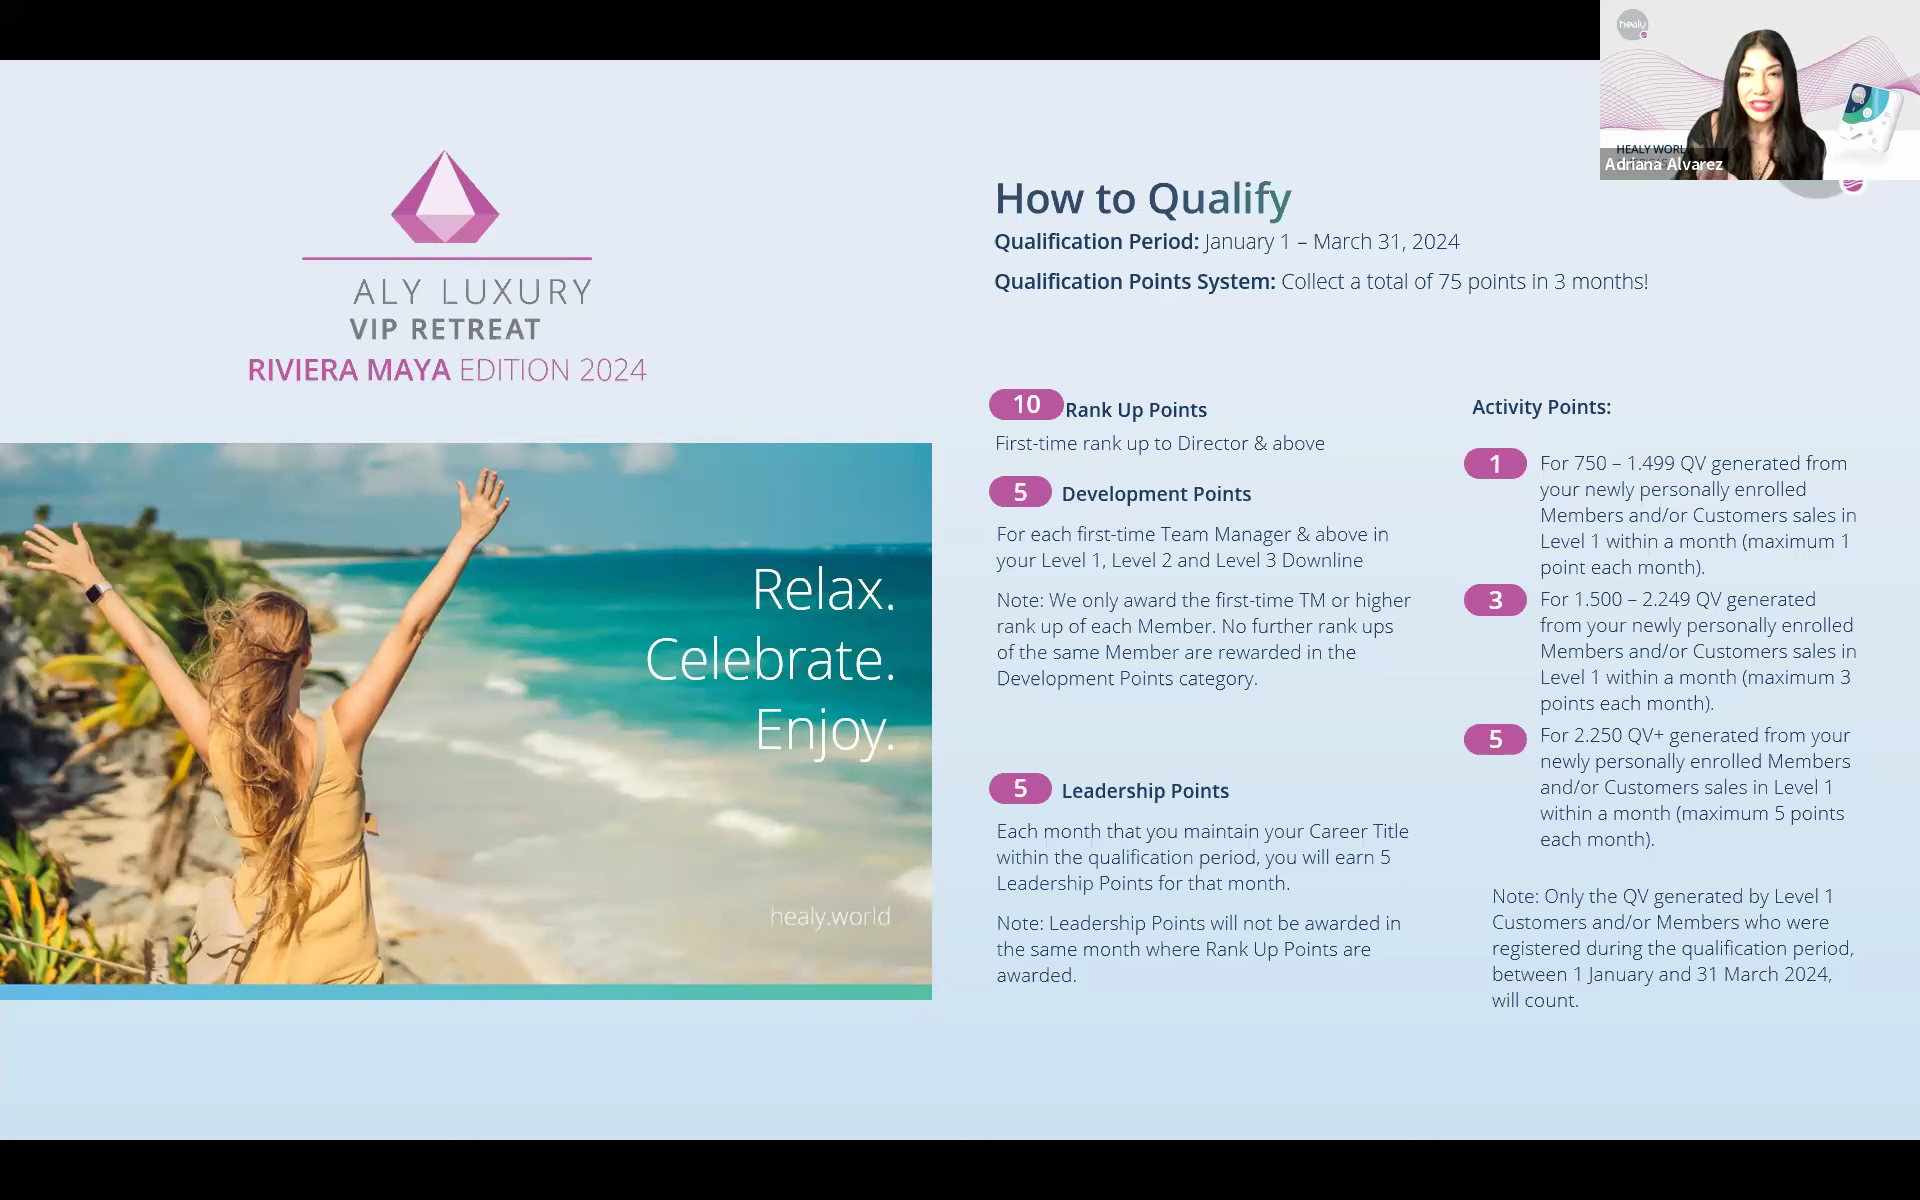 healy
HEALY WORL
Adriana Alvarez
ALY LUXURY
VIP RETREAT
RIVIERA MAYA EDITION 2024
Relax.
Celebrate.
Enjoy.
healy.world
How to Qualify
Qualification Period: January 1 – March 31, 2024
Qualification Points System: Collect a total of 75 points in 3 months!
10 Rank Up Points
First-time rank up to Director & above
5 Development Points
For each first-time Team Manager & above in
your Level 1, Level 2 and Level 3 Downline
Note: We only award the first-time TM or higher
rank up of each Member. No further rank ups
of the same Member are rewarded in the
Development Points category.
5 Leadership Points
Each month that you maintain your Career Title
within the qualification period, you will earn 5
Leadership Points for that month.
Note: Leadership Points will not be awarded in
the same month where Rank Up Points are
awarded.
Activity Points:
1 For 750 – 1.499 QV generated from
your newly personally enrolled
Members and/or Customers sales in
Level 1 within a month (maximum 1
point each month).
3 For 1.500 – 2.249 QV generated
from your newly personally enrolled
Members and/or Customers sales in
Level 1 within a month (maximum 3
points each month).
5 For 2.250 QV+ generated from your
newly personally enrolled Members
and/or Customers sales in Level 1
within a month (maximum 5 points
each month).
Note: Only the QV generated by Level 1
Customers and/or Members who were
registered during the qualification period,
between 1 January and 31 March 2024,
will count.